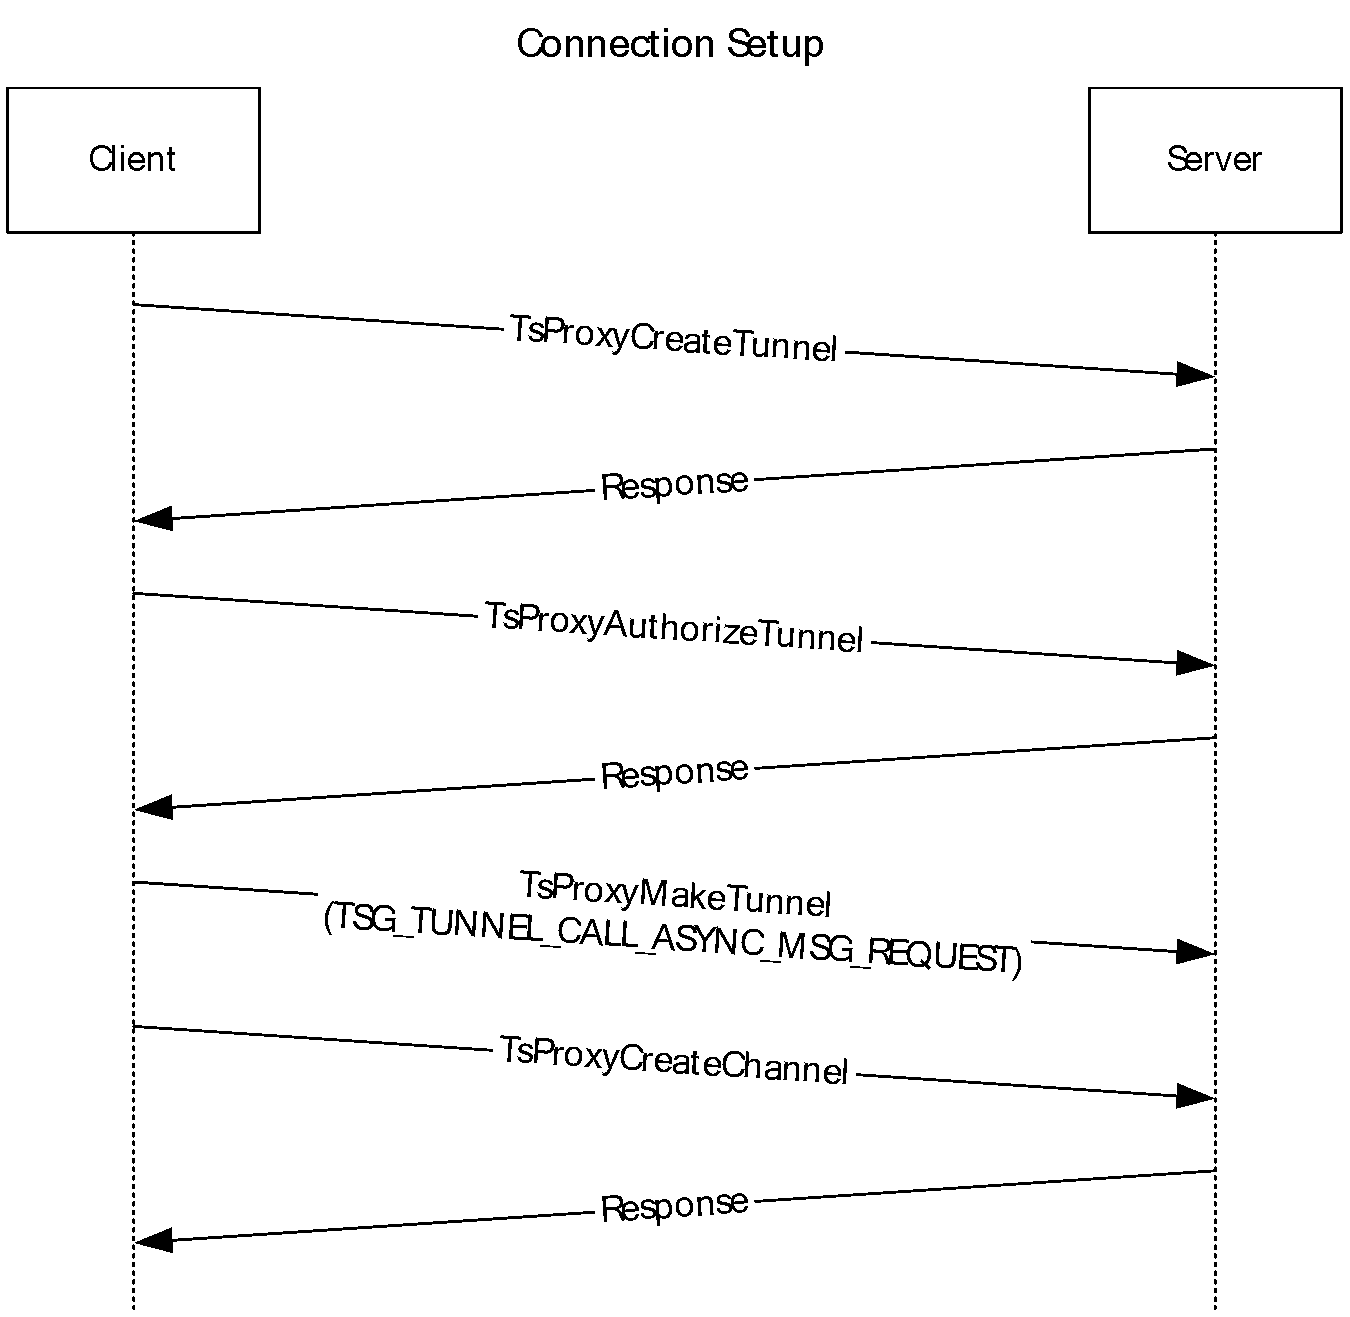 Connection Setup
Client
Server
TsProxyCreateTunnel
Response
TsProxyAuthorizeTunnel
Response
TsProxyMakeTunnel
(TSG_TUNNEL_CALL_ASYNC_MSG_REQUEST)
TsProxyCreateChannel
Response